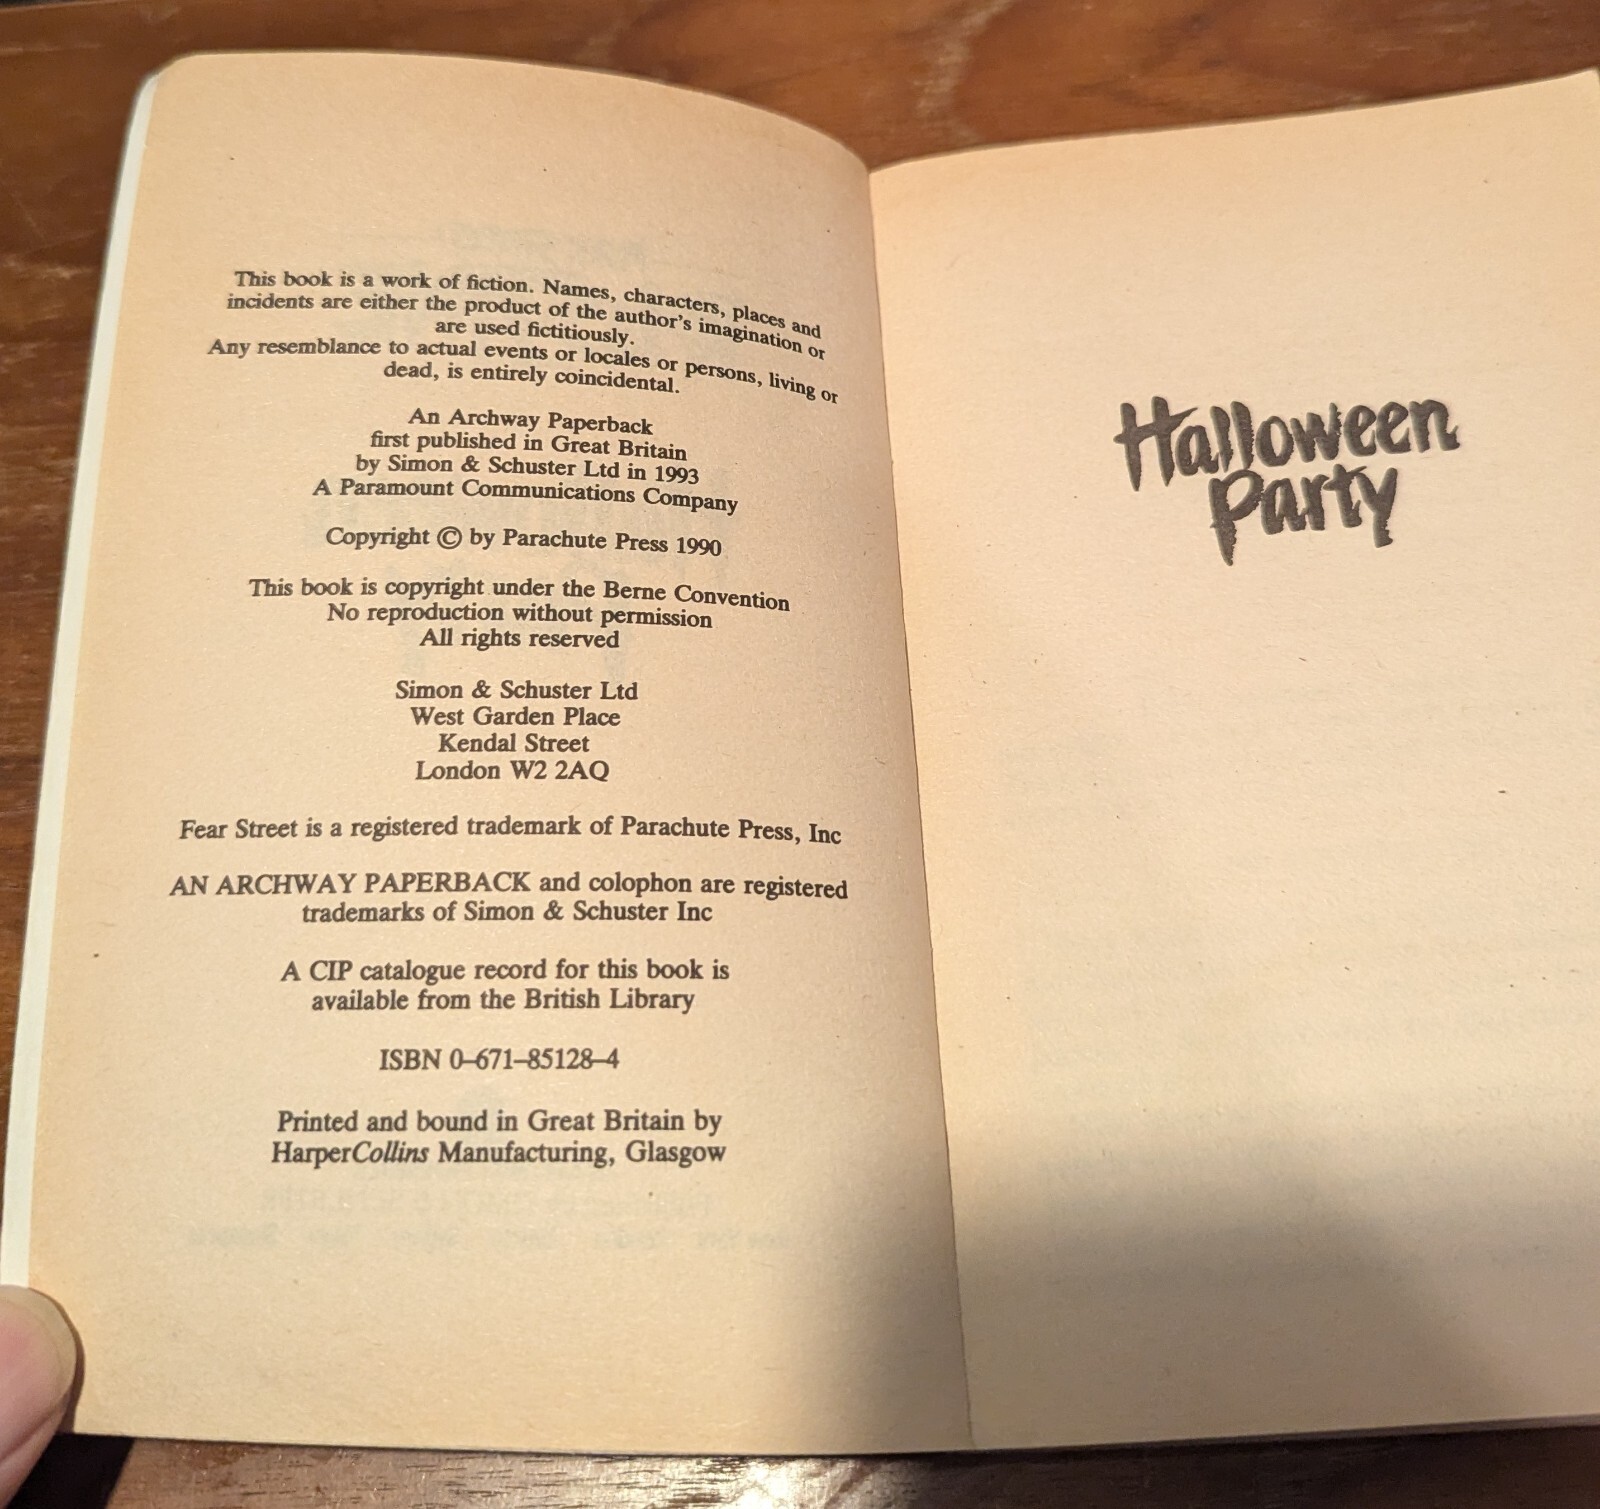 This book is a work of fiction. Names, characters, places and
incidents are either the product of the author's imagination or
are used fictitiously.
Any resemblance to actual events or locales or persons, living or
dead, is entirely coincidental.
An Archway Paperback
first published in Great Britain
by Simon & Schuster Ltd in 1993
A Paramount Communications Company
Copyright © by Parachute Press 1990
This book is copyright under the Berne Convention
No reproduction without permission
All rights reserved
Simon & Schuster Ltd
West Garden Place
Kendal Street
London W2 2AQ
Fear Street is a registered trademark of Parachute Press, Inc
AN ARCHWAY PAPERBACK and colophon are registered
trademarks of Simon & Schuster Inc
A CIP catalogue record for this book is
available from the British Library
ISBN 0–671–85128–4
Printed and bound in Great Britain by
HarperCollins Manufacturing, Glasgow
Halloween
Party